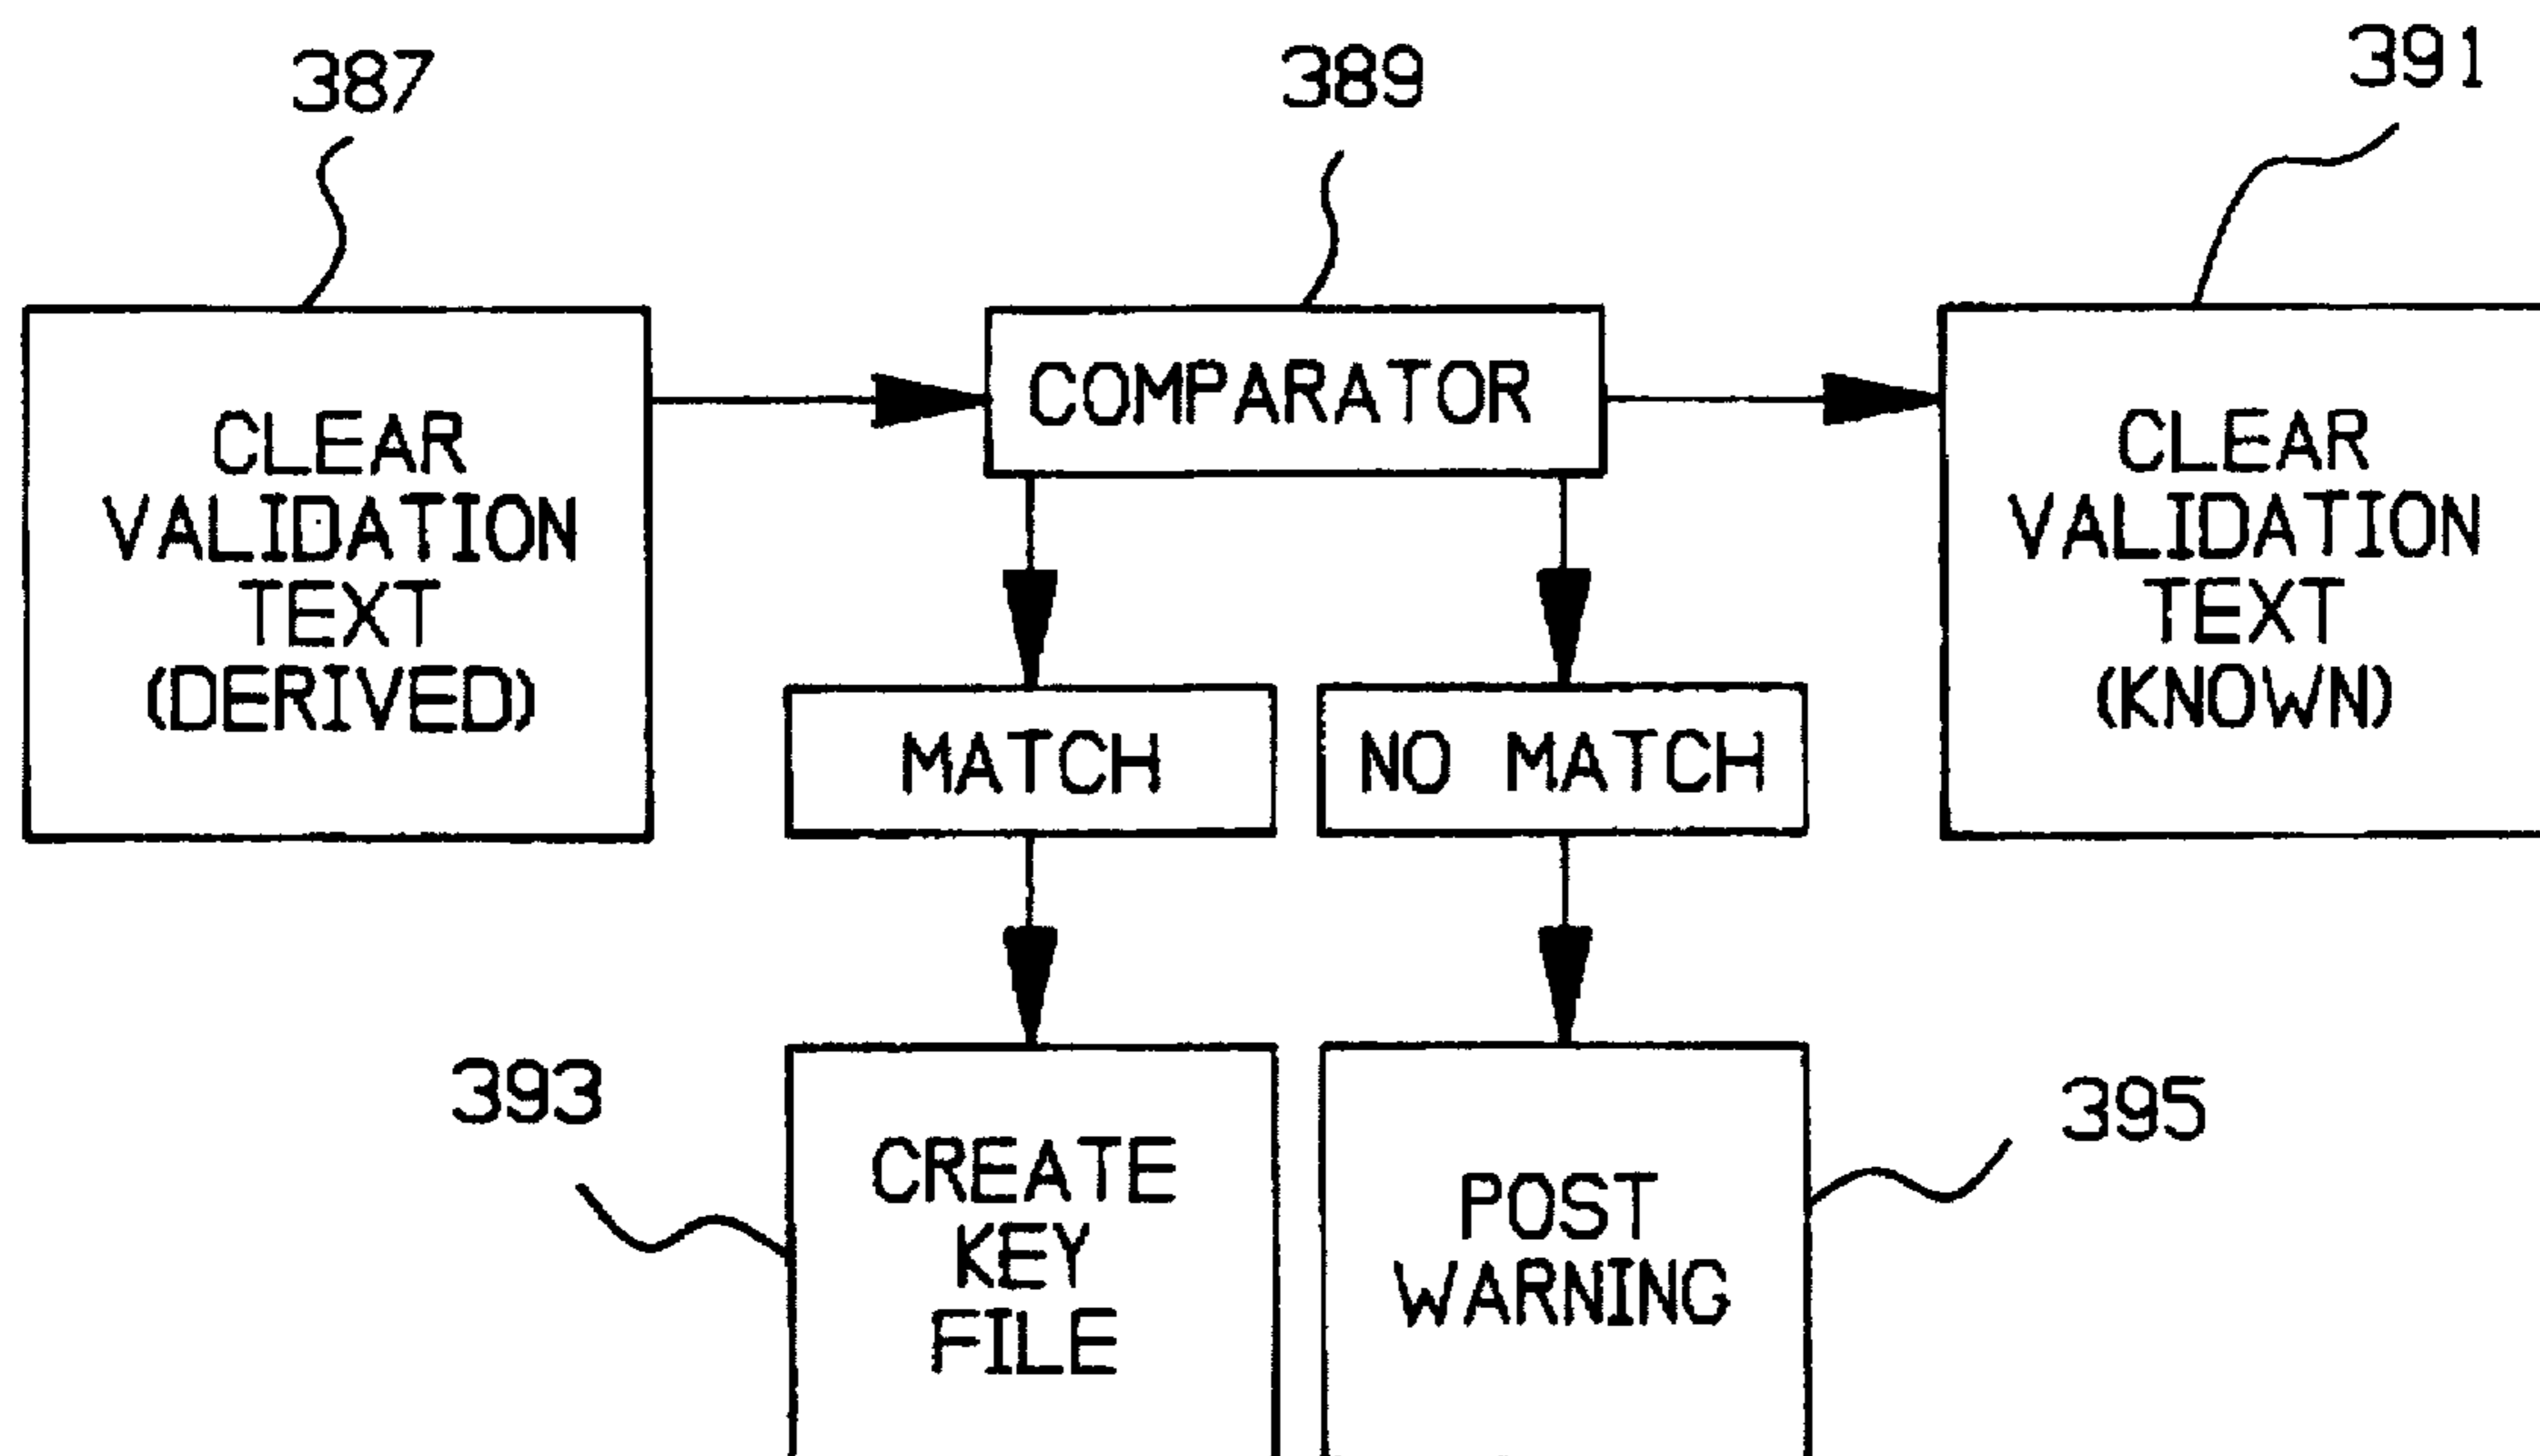 387
389
391
CLEAR
VALIDATION
TEXT
(DERIVED)
COMPARATOR
CLEAR
VALIDATION
TEXT
(KNOWN)
MATCH
NO MATCH
393
CREATE
KEY
FILE
POST
WARNING
395